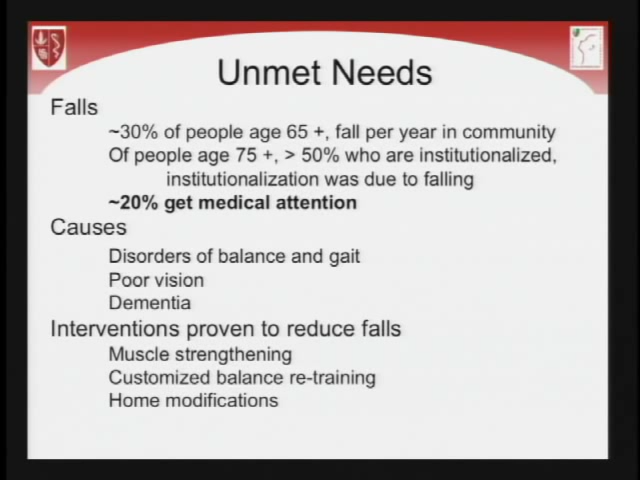 Unmet Needs
Falls
~30% of people age 65 +, fall per year in community
Of people age 75 +, > 50% who are institutionalized,
institutionalization was due to falling
~20% get medical attention
Causes
Disorders of balance and gait
Poor vision
Dementia
Interventions proven to reduce falls
Muscle strengthening
Customized balance re-training
Home modifications